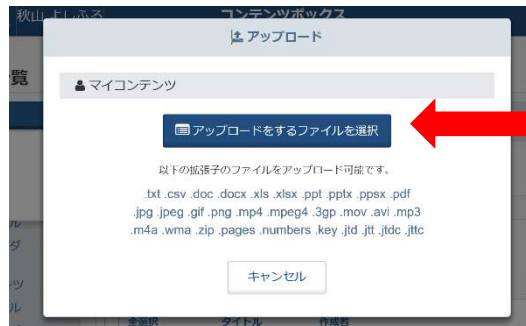 秋山 よしふる
コンテンツボックス
アップロード
覧
マイコンテンツ
アップロードをするファイルを選択
以下の拡張子のファイルをアップロード可能です。
.txt .csv .doc .docx .xls .xlsx .ppt .pptx .ppsx .pdf
.jpg .jpeg .gif .png .mp4 .mpeg4 .3gp .mov .avi .mp3
.m4a .wma .zip .pages .numbers .key .jtd .jtt .jtdc .jttc
キャンセル
全選択 タイトル 作成者